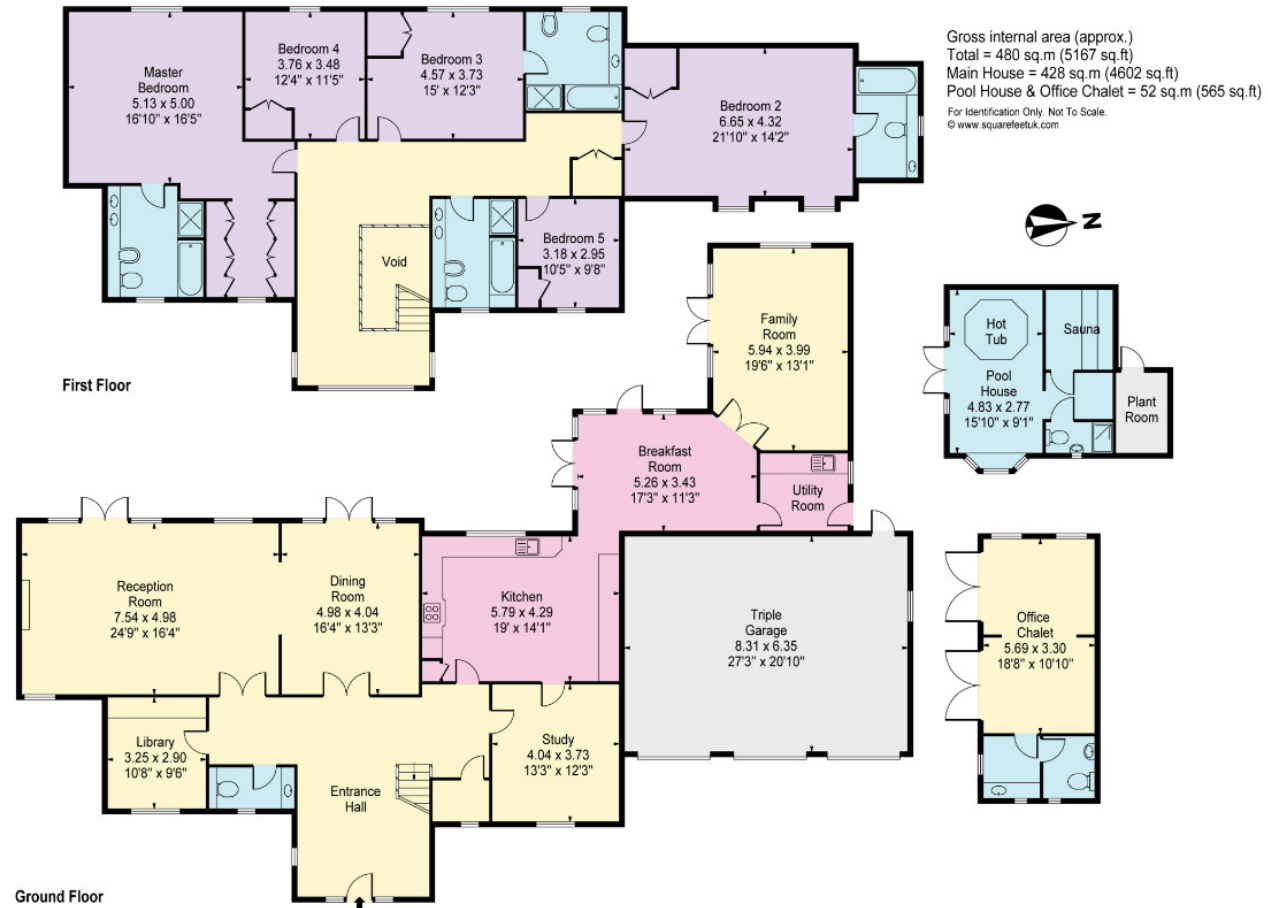 Gross internal area (approx.)
Total = 480 sq.m (5167 sq.ft)
Main House = 428 sq.m (4602 sq.ft)
Pool House & Office Chalet = 52 sq.m (565 sq.ft)
For Identification Only. Not To Scale.
© www.squarefeetuk.com
N
Master
Bedroom
5.13 x 5.00
16'10" x 16'5"
Bedroom 4
3.76 x 3.48
12'4" x 11'5"
Bedroom 3
4.57 x 3.73
15' x 12'3"
Bedroom 2
6.65 x 4.32
21'10" x 14'2"
Void
Bedroom 5
3.18 x 2.95
10'5" x 9'8"
First Floor
Family
Room
5.94 x 3.99
19'6" x 13'1"
Hot
Tub
Sauna
Pool
House
4.83 x 2.77
15'10" x 9'1"
Plant
Room
Breakfast
Room
5.26 x 3.43
17'3" x 11'3"
Utility
Room
Reception
Room
7.54 x 4.98
24'9" x 16'4"
Dining
Room
4.98 x 4.04
16'4" x 13'3"
Kitchen
5.79 x 4.29
19' x 14'1"
Triple
Garage
8.31 x 6.35
27'3" x 20'10"
Office
Chalet
5.69 x 3.30
18'8" x 10'10"
Library
3.25 x 2.90
10'8" x 9'6"
Study
4.04 x 3.73
13'3" x 12'3"
Entrance
Hall
Ground Floor